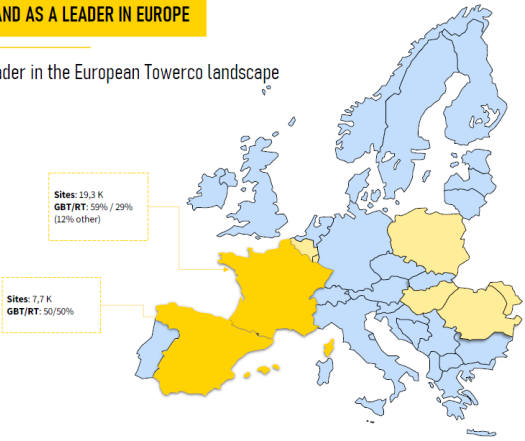 AND AS A LEADER IN EUROPE
ader in the European Towerco landscape
Sites: 19,3 K
GBT/RT: 59% / 29%
(12% other)
Sites: 7,7 K
GBT/RT: 50/50%